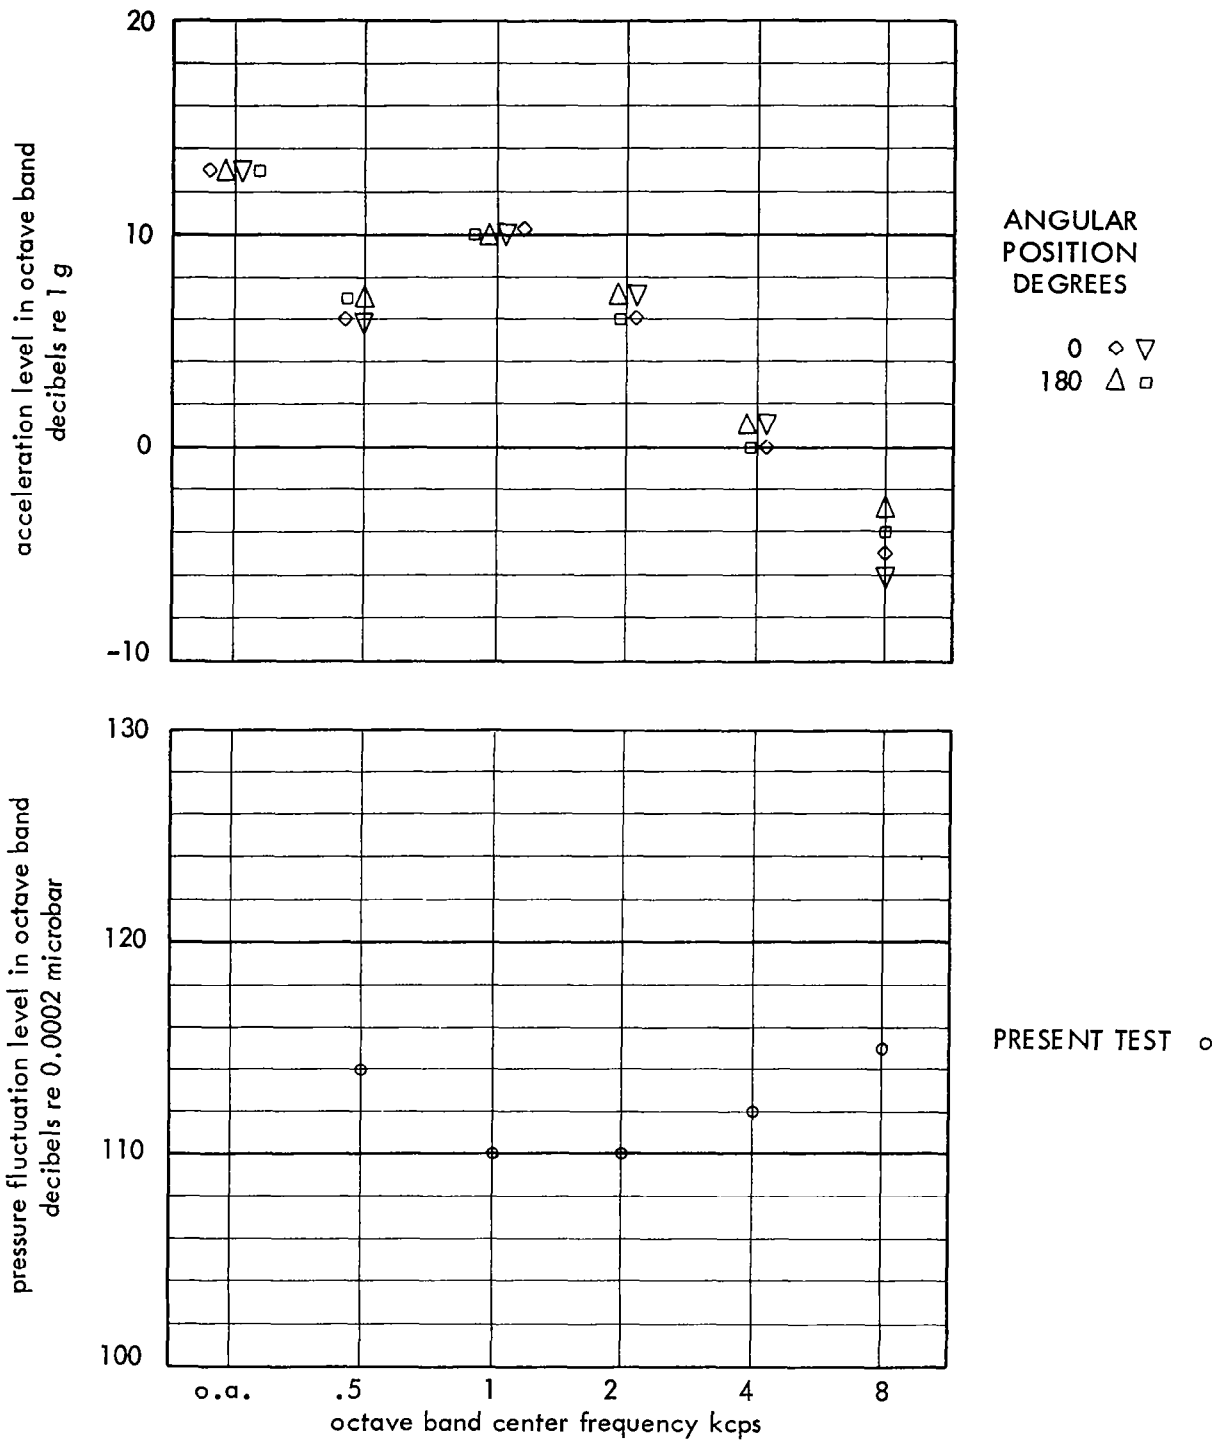 20
10
0
-10
acceleration level in octave band
decibels re 1 g
ANGULAR
POSITION
DEGREES
0 ◇ ▽
180 △ □
130
120
110
100
pressure fluctuation level in octave band
decibels re 0.0002 microbar
PRESENT TEST ○
o.a. .5 1 2 4 8
octave band center frequency kcps